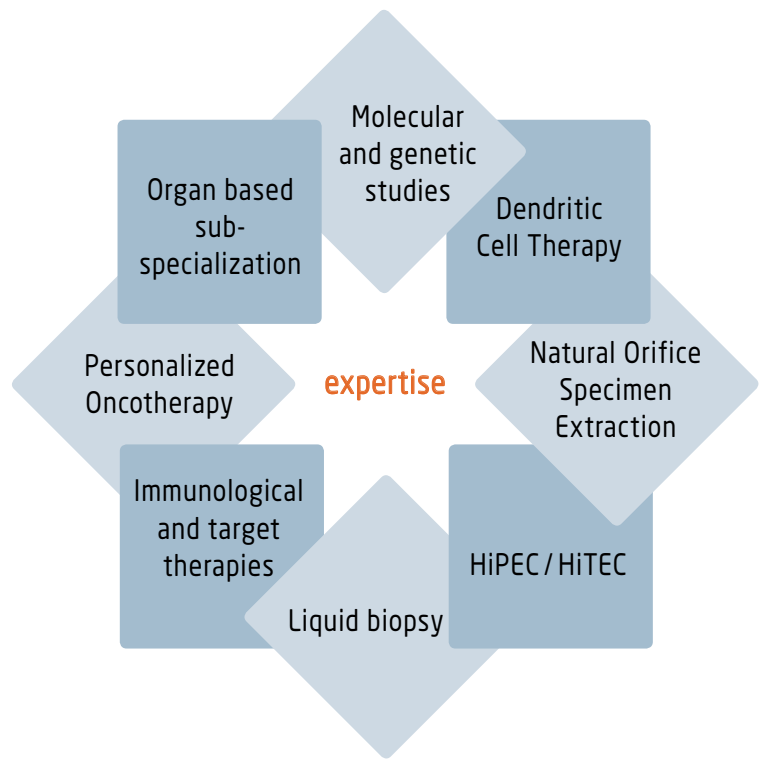 Molecular
and genetic
studies
Dendritic
Cell Therapy
Natural Orifice
Specimen
Extraction
HiPEC / HiTEC
Liquid biopsy
Immunological
and target
therapies
Personalized
Oncotherapy
Organ based
sub-
specialization
expertise